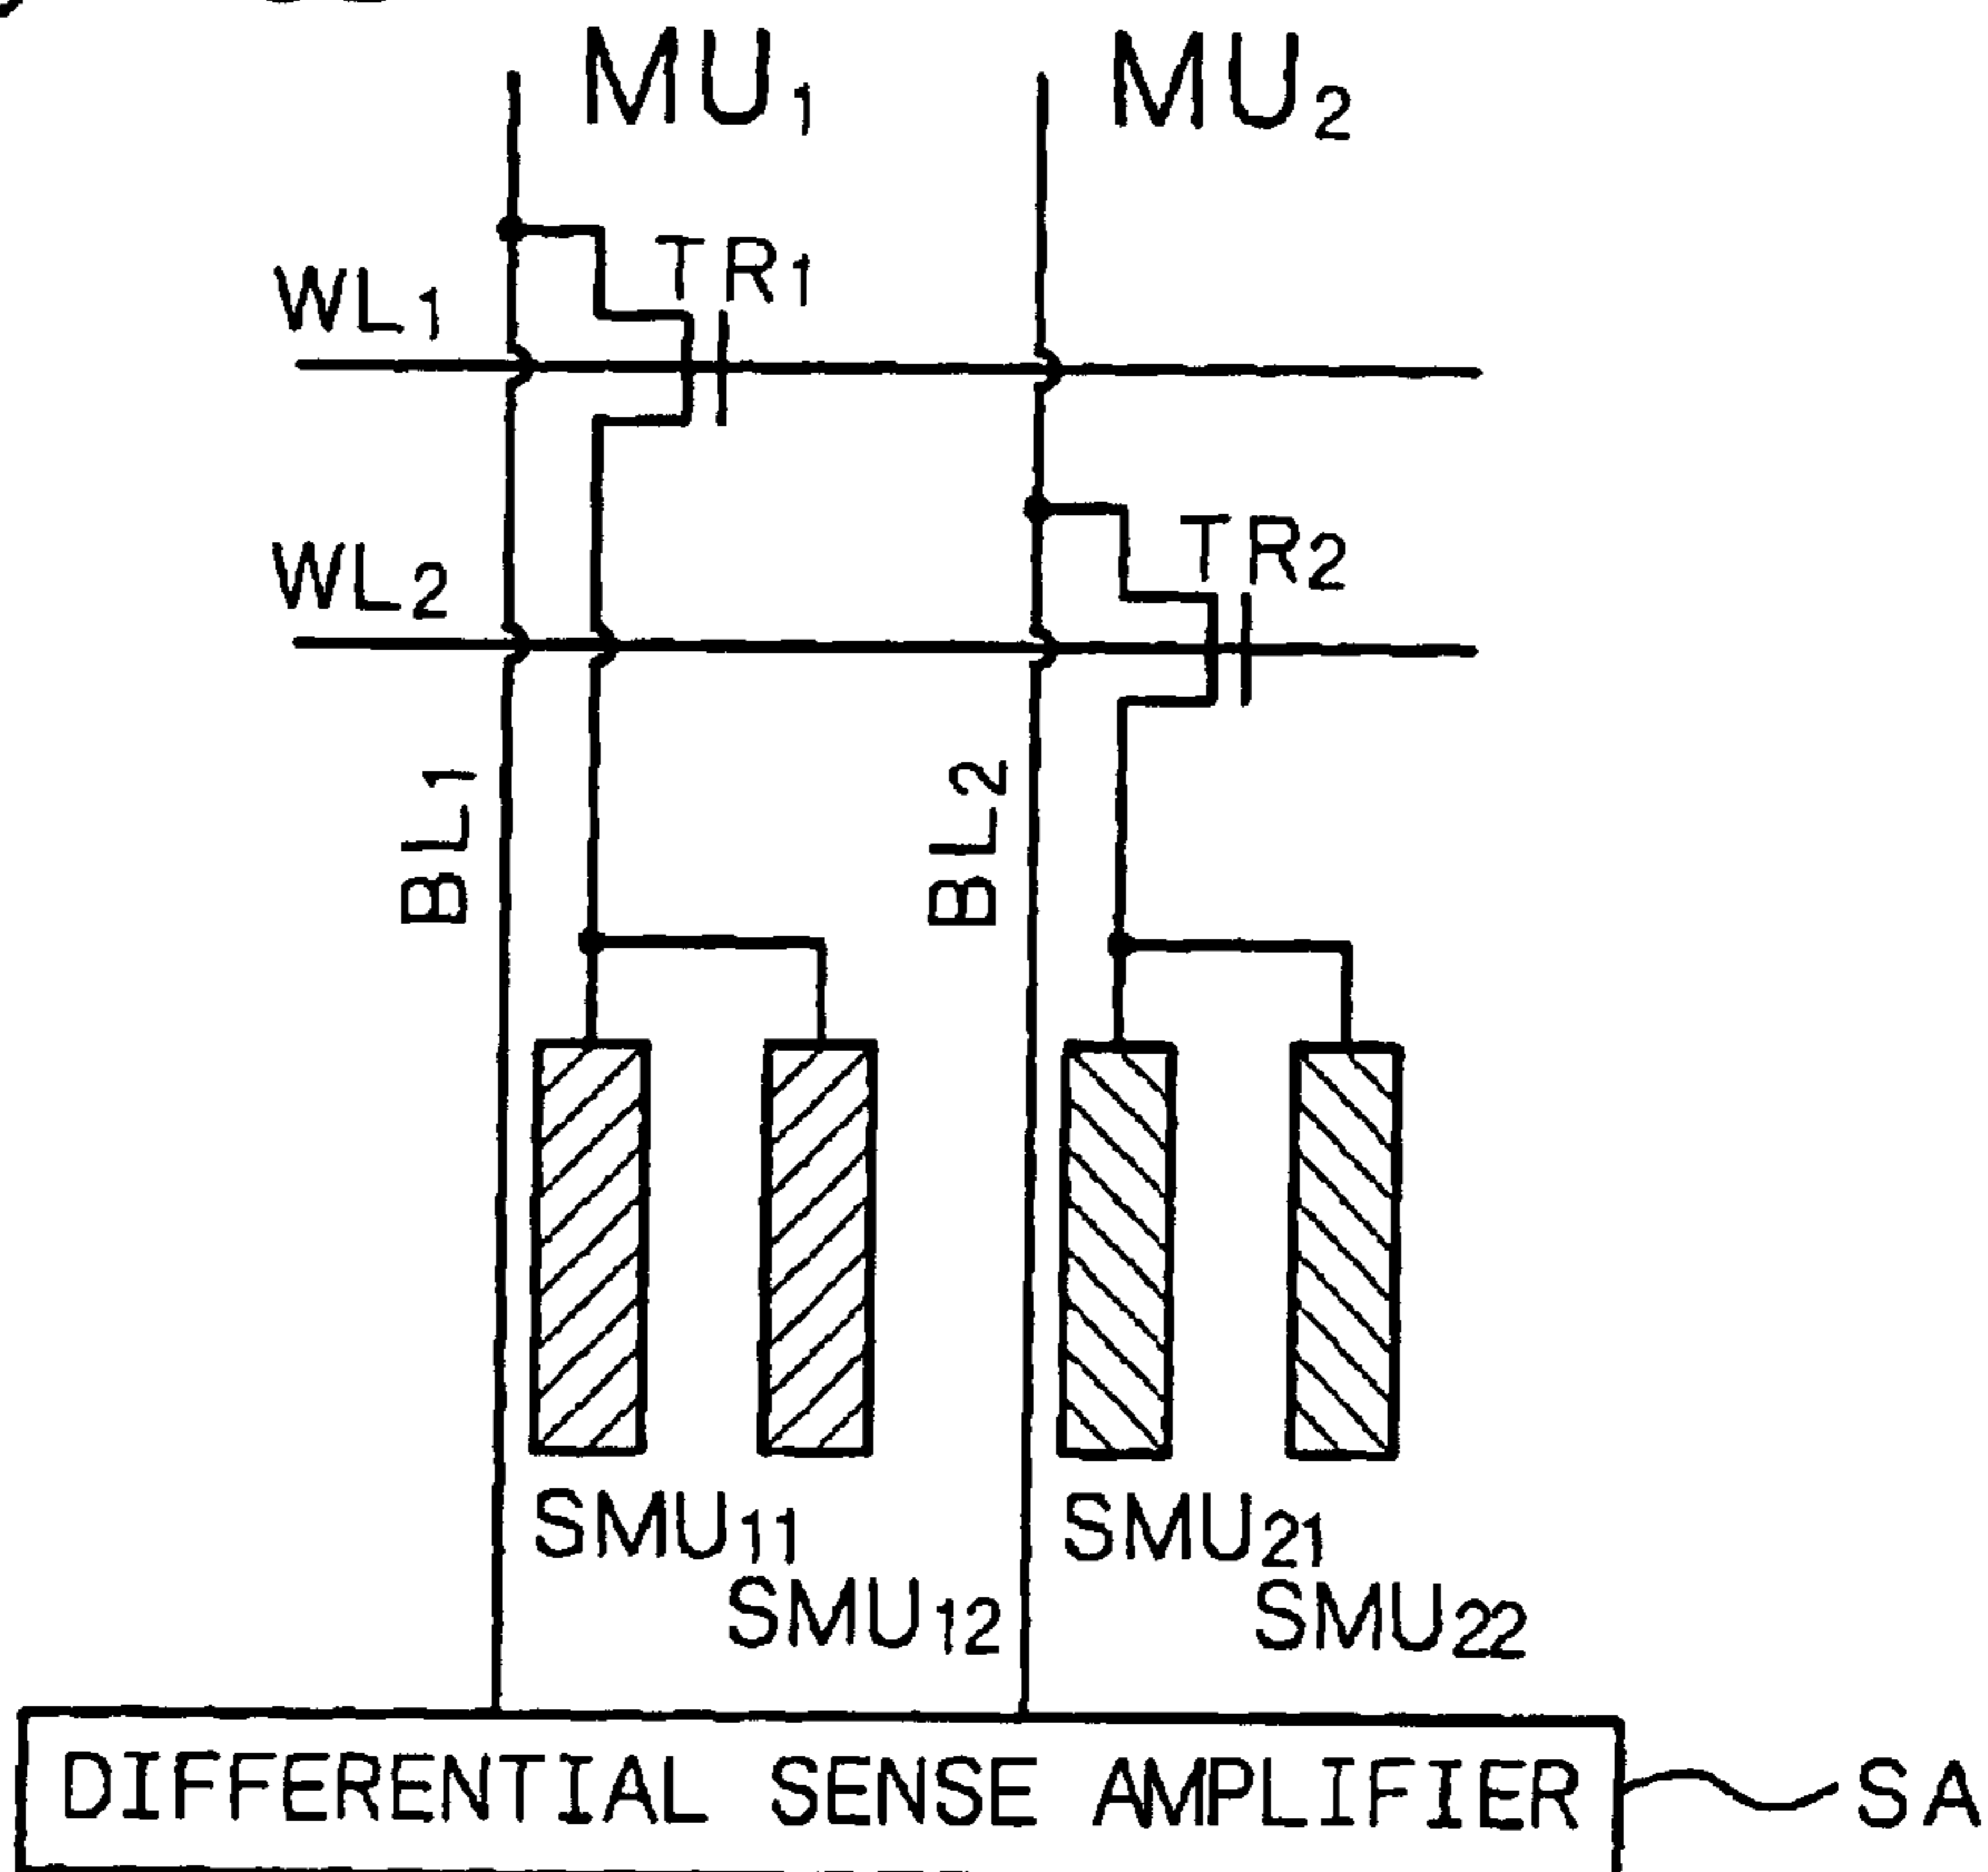 MU1 MU2
TR1
WL1
TR2
WL2
BL1 BL2
SMU11 SMU21
SMU12 SMU22
DIFFERENTIAL SENSE AMPLIFIER SA